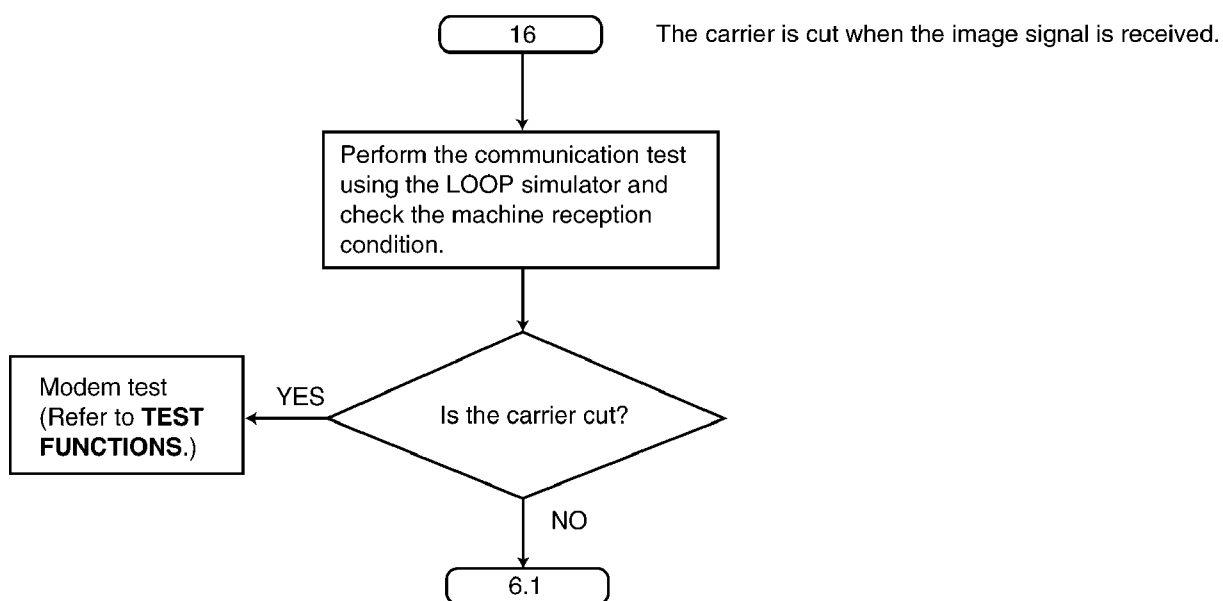 16
The carrier is cut when the image signal is received.
Perform the communication test
using the LOOP simulator and
check the machine reception
condition.
Modem test
(Refer to TEST
FUNCTIONS.)
YES
Is the carrier cut?
NO
6.1